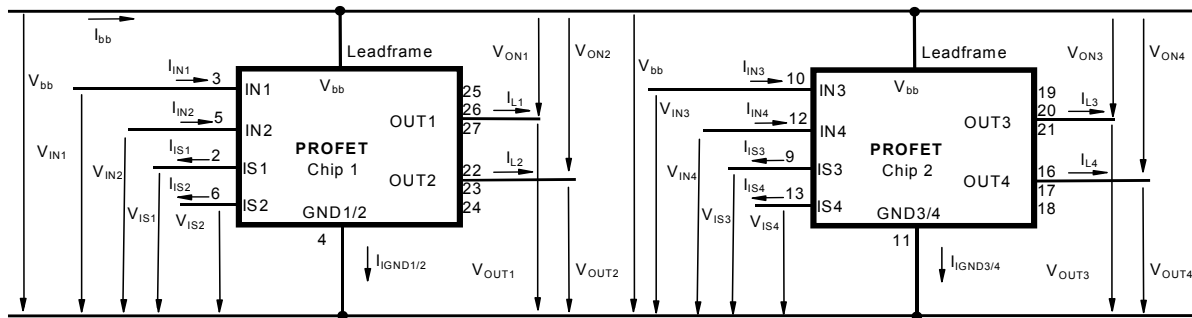 I_bb
Leadframe
V_bb
V_bb
I_IN1
3
IN1
V_IN1
I_IN2
5
IN2
V_IN2
I_IS1
2
IS1
V_IS1
I_IS2
6
IS2
V_IS2
PROFET
Chip 1
GND1/2
4
I_IGND1/2
25
26
27
OUT1
I_L1
V_ON1
V_OUT1
22
23
24
OUT2
I_L2
V_ON2
V_OUT2
Leadframe
V_bb
V_bb
I_IN3
10
IN3
V_IN3
I_IN4
12
IN4
V_IN4
I_IS3
9
IS3
V_IS3
I_IS4
13
IS4
V_IS4
PROFET
Chip 2
GND3/4
11
I_IGND3/4
19
20
21
OUT3
I_L3
V_ON3
V_OUT3
16
17
18
OUT4
I_L4
V_ON4
V_OUT4